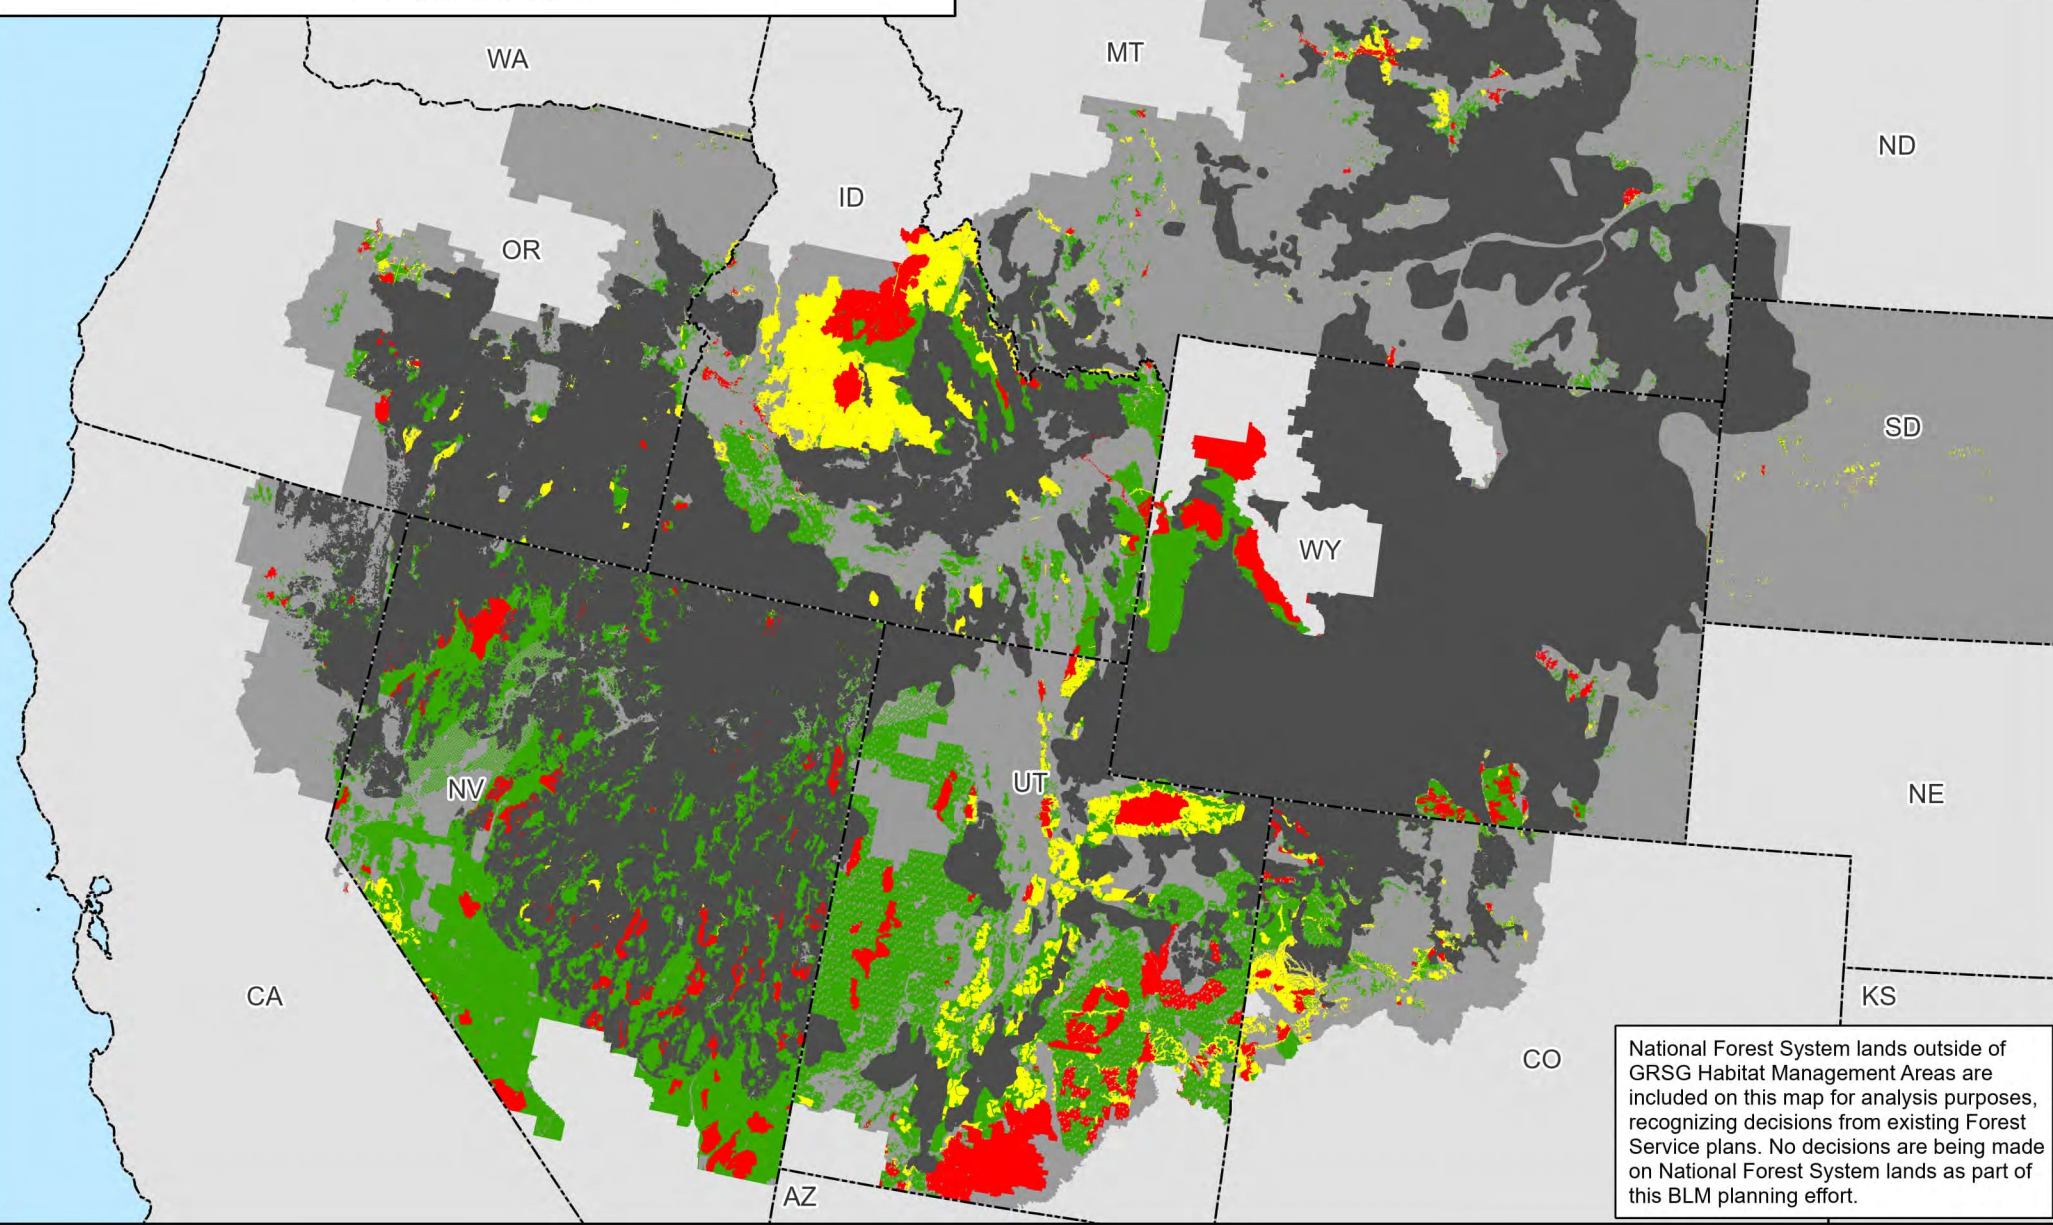 WA
MT
ND
ID
OR
SD
WY
NV
UT
NE
CA
KS
CO
AZ
National Forest System lands outside of
GRSG Habitat Management Areas are
included on this map for analysis purposes,
recognizing decisions from existing Forest
Service plans. No decisions are being made
on National Forest System lands as part of
this BLM planning effort.